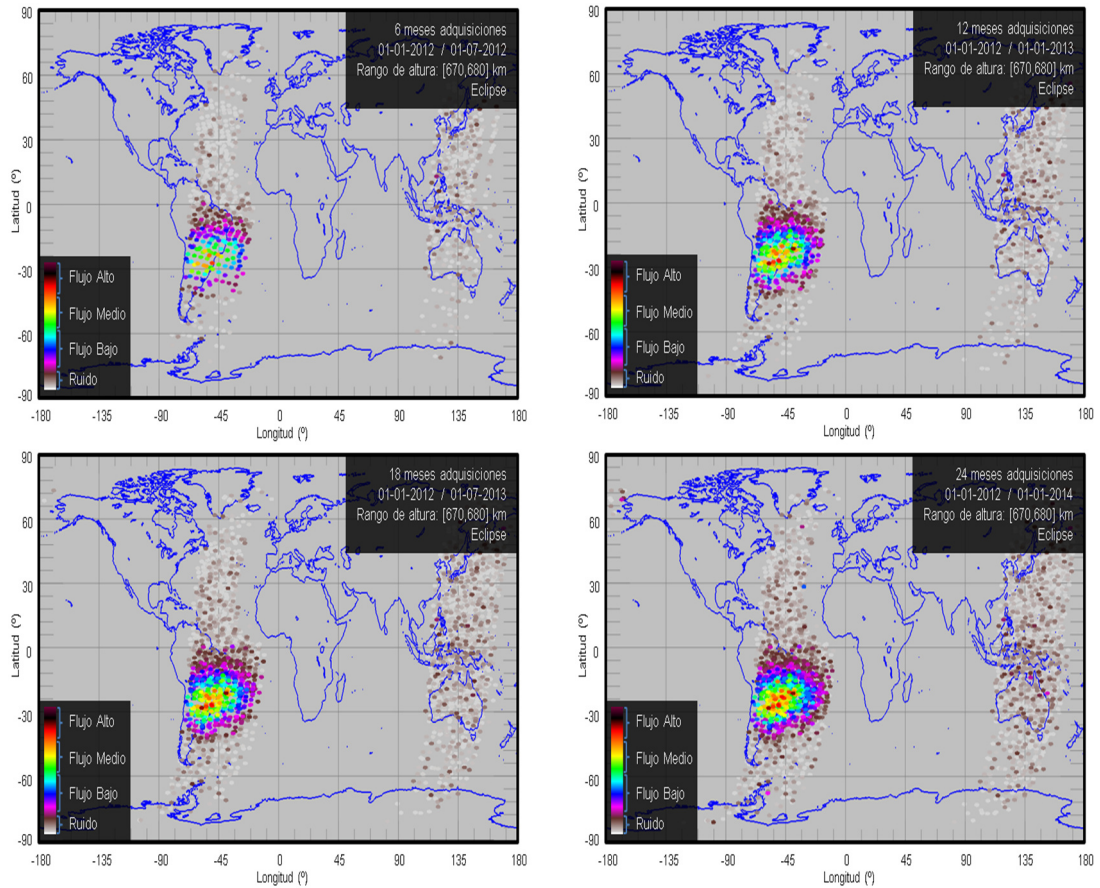 90
60
30
0
-30
-60
-90
Latitud (º)
6 meses adquisiciones
01-01-2012 / 01-07-2012
Rango de altura: [670,680] km
Eclipse
Flujo Alto
Flujo Medio
Flujo Bajo
Ruido
-180 -135 -90 -45 0 45 90 135 180
Longitud (º)
90
60
30
0
-30
-60
-90
Latitud (º)
12 meses adquisiciones
01-01-2012 / 01-01-2013
Rango de altura: [670,680] km
Eclipse
Flujo Alto
Flujo Medio
Flujo Bajo
Ruido
-180 -135 -90 -45 0 45 90 135 180
Longitud (º)
90
60
30
0
-30
-60
-90
Latitud (º)
18 meses adquisiciones
01-01-2012 / 01-07-2013
Rango de altura: [670,680] km
Eclipse
Flujo Alto
Flujo Medio
Flujo Bajo
Ruido
-180 -135 -90 -45 0 45 90 135 180
Longitud (º)
90
60
30
0
-30
-60
-90
Latitud (º)
24 meses adquisiciones
01-01-2012 / 01-01-2014
Rango de altura: [670,680] km
Eclipse
Flujo Alto
Flujo Medio
Flujo Bajo
Ruido
-180 -135 -90 -45 0 45 90 135 180
Longitud (º)